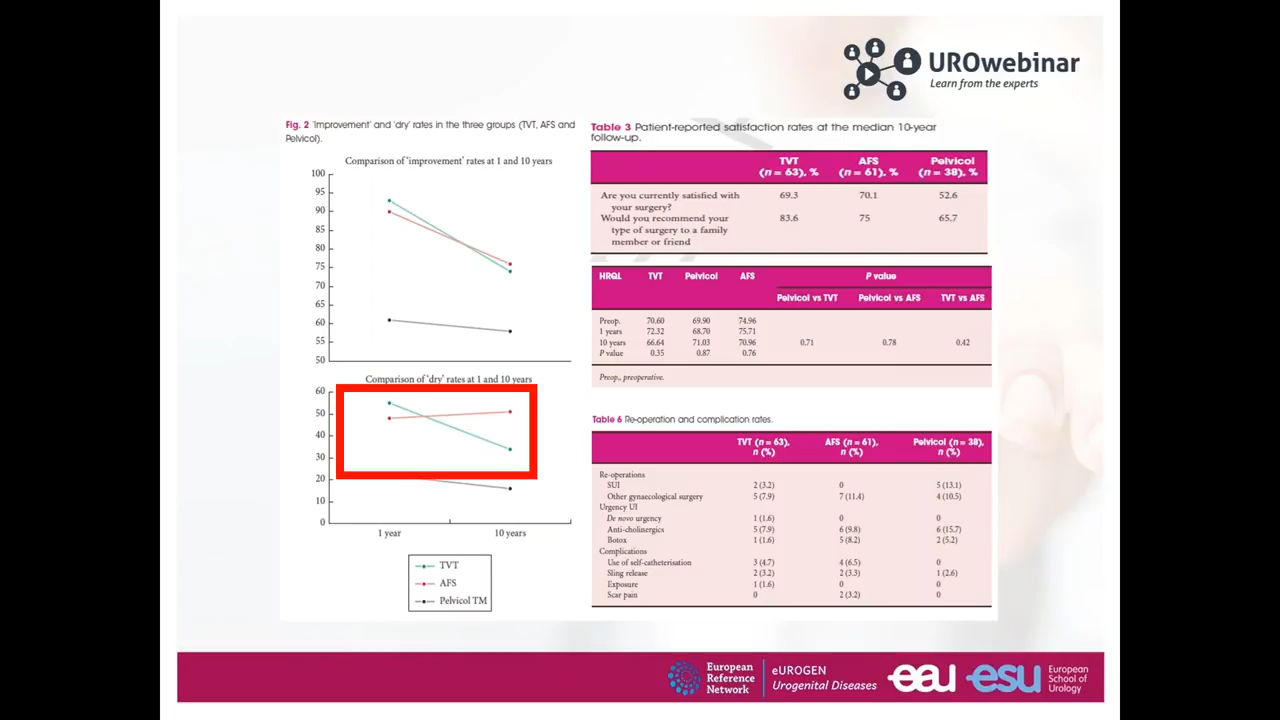 UROwebinar
Learn from the experts
Fig. 2 'Improvement' and 'dry' rates in the three groups (TVT, AFS and
Pelvicol).
Comparison of 'improvement' rates at 1 and 10 years
100
95
90
85
80
75
70
65
60
55
50
Comparison of 'dry' rates at 1 and 10 years
60
50
40
30
20
10
0
1 year 10 years
TVT
AFS
Pelvicol TM
Table 3 Patient-reported satisfaction rates at the median 10-year
follow-up.
TVT AFS Pelvicol
(n = 63), % (n = 61), % (n = 38), %
Are you currently satisfied with 69.3 70.1 52.6
your surgery?
Would you recommend your 83.6 75 65.7
type of surgery to a family
member or friend
HRQL TVT Pelvicol AFS P value
Pelvicol vs TVT Pelvicol vs AFS TVT vs AFS
Preop. 70.60 69.90 74.96
1 years 72.32 68.70 75.71
10 years 66.64 71.03 70.96 0.71 0.78 0.42
P value 0.35 0.87 0.76
Preop., preoperative.
Table 6 Re-operation and complication rates.
TVT (n = 63), AFS (n = 61), Pelvicol (n = 38),
n (%) n (%) n (%)
Re-operations
SUI 2 (3.2) 0 5 (13.1)
Other gynaecological surgery 5 (7.9) 7 (11.4) 4 (10.5)
Urgency UI
De novo urgency 1 (1.6) 0 0
Anti-cholinergics 5 (7.9) 6 (9.8) 6 (15.7)
Botox 1 (1.6) 5 (8.2) 2 (5.2)
Complications
Use of self-catheterisation 3 (4.7) 4 (6.5) 0
Sling release 2 (3.2) 2 (3.3) 1 (2.6)
Exposure 1 (1.6) 0 0
Scar pain 0 2 (3.2) 0
European
Reference
Network
eUROGEN
Urogenital Diseases
eau
esu
European
School of
Urology